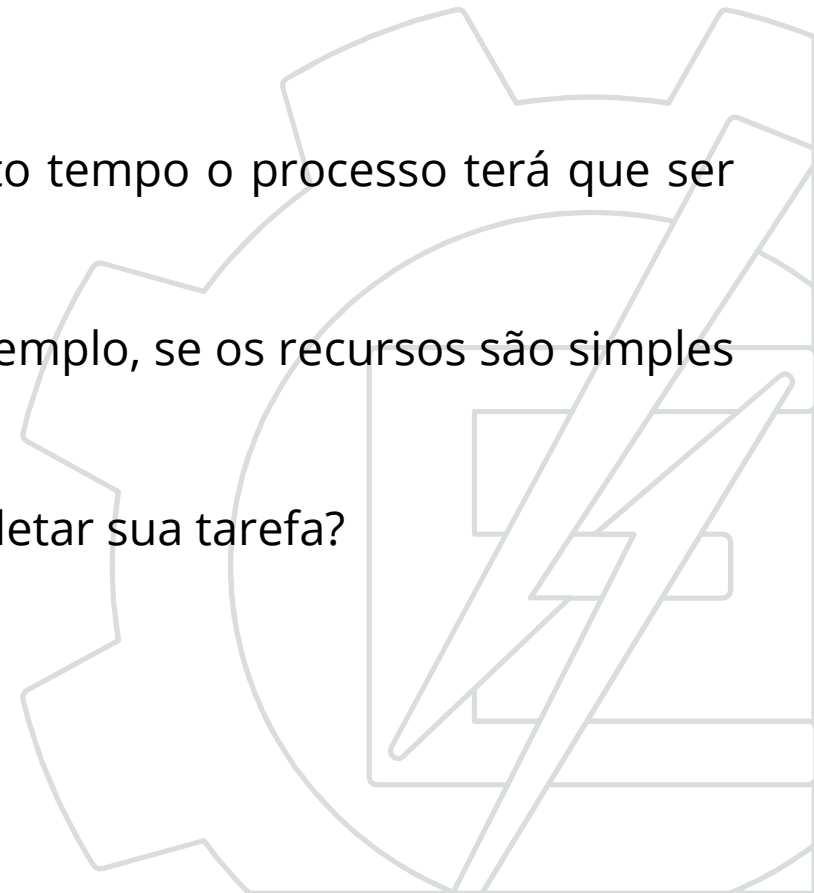 to tempo o processo terá que ser
emplo, se os recursos são simples
letar sua tarefa?